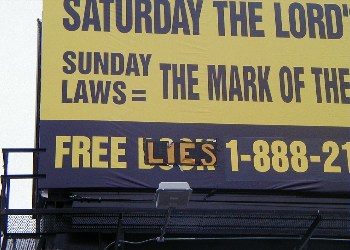 SATURDAY THE LORD'
SUNDAY
LAWS = THE MARK OF THE
FREE LIES 1-888-21